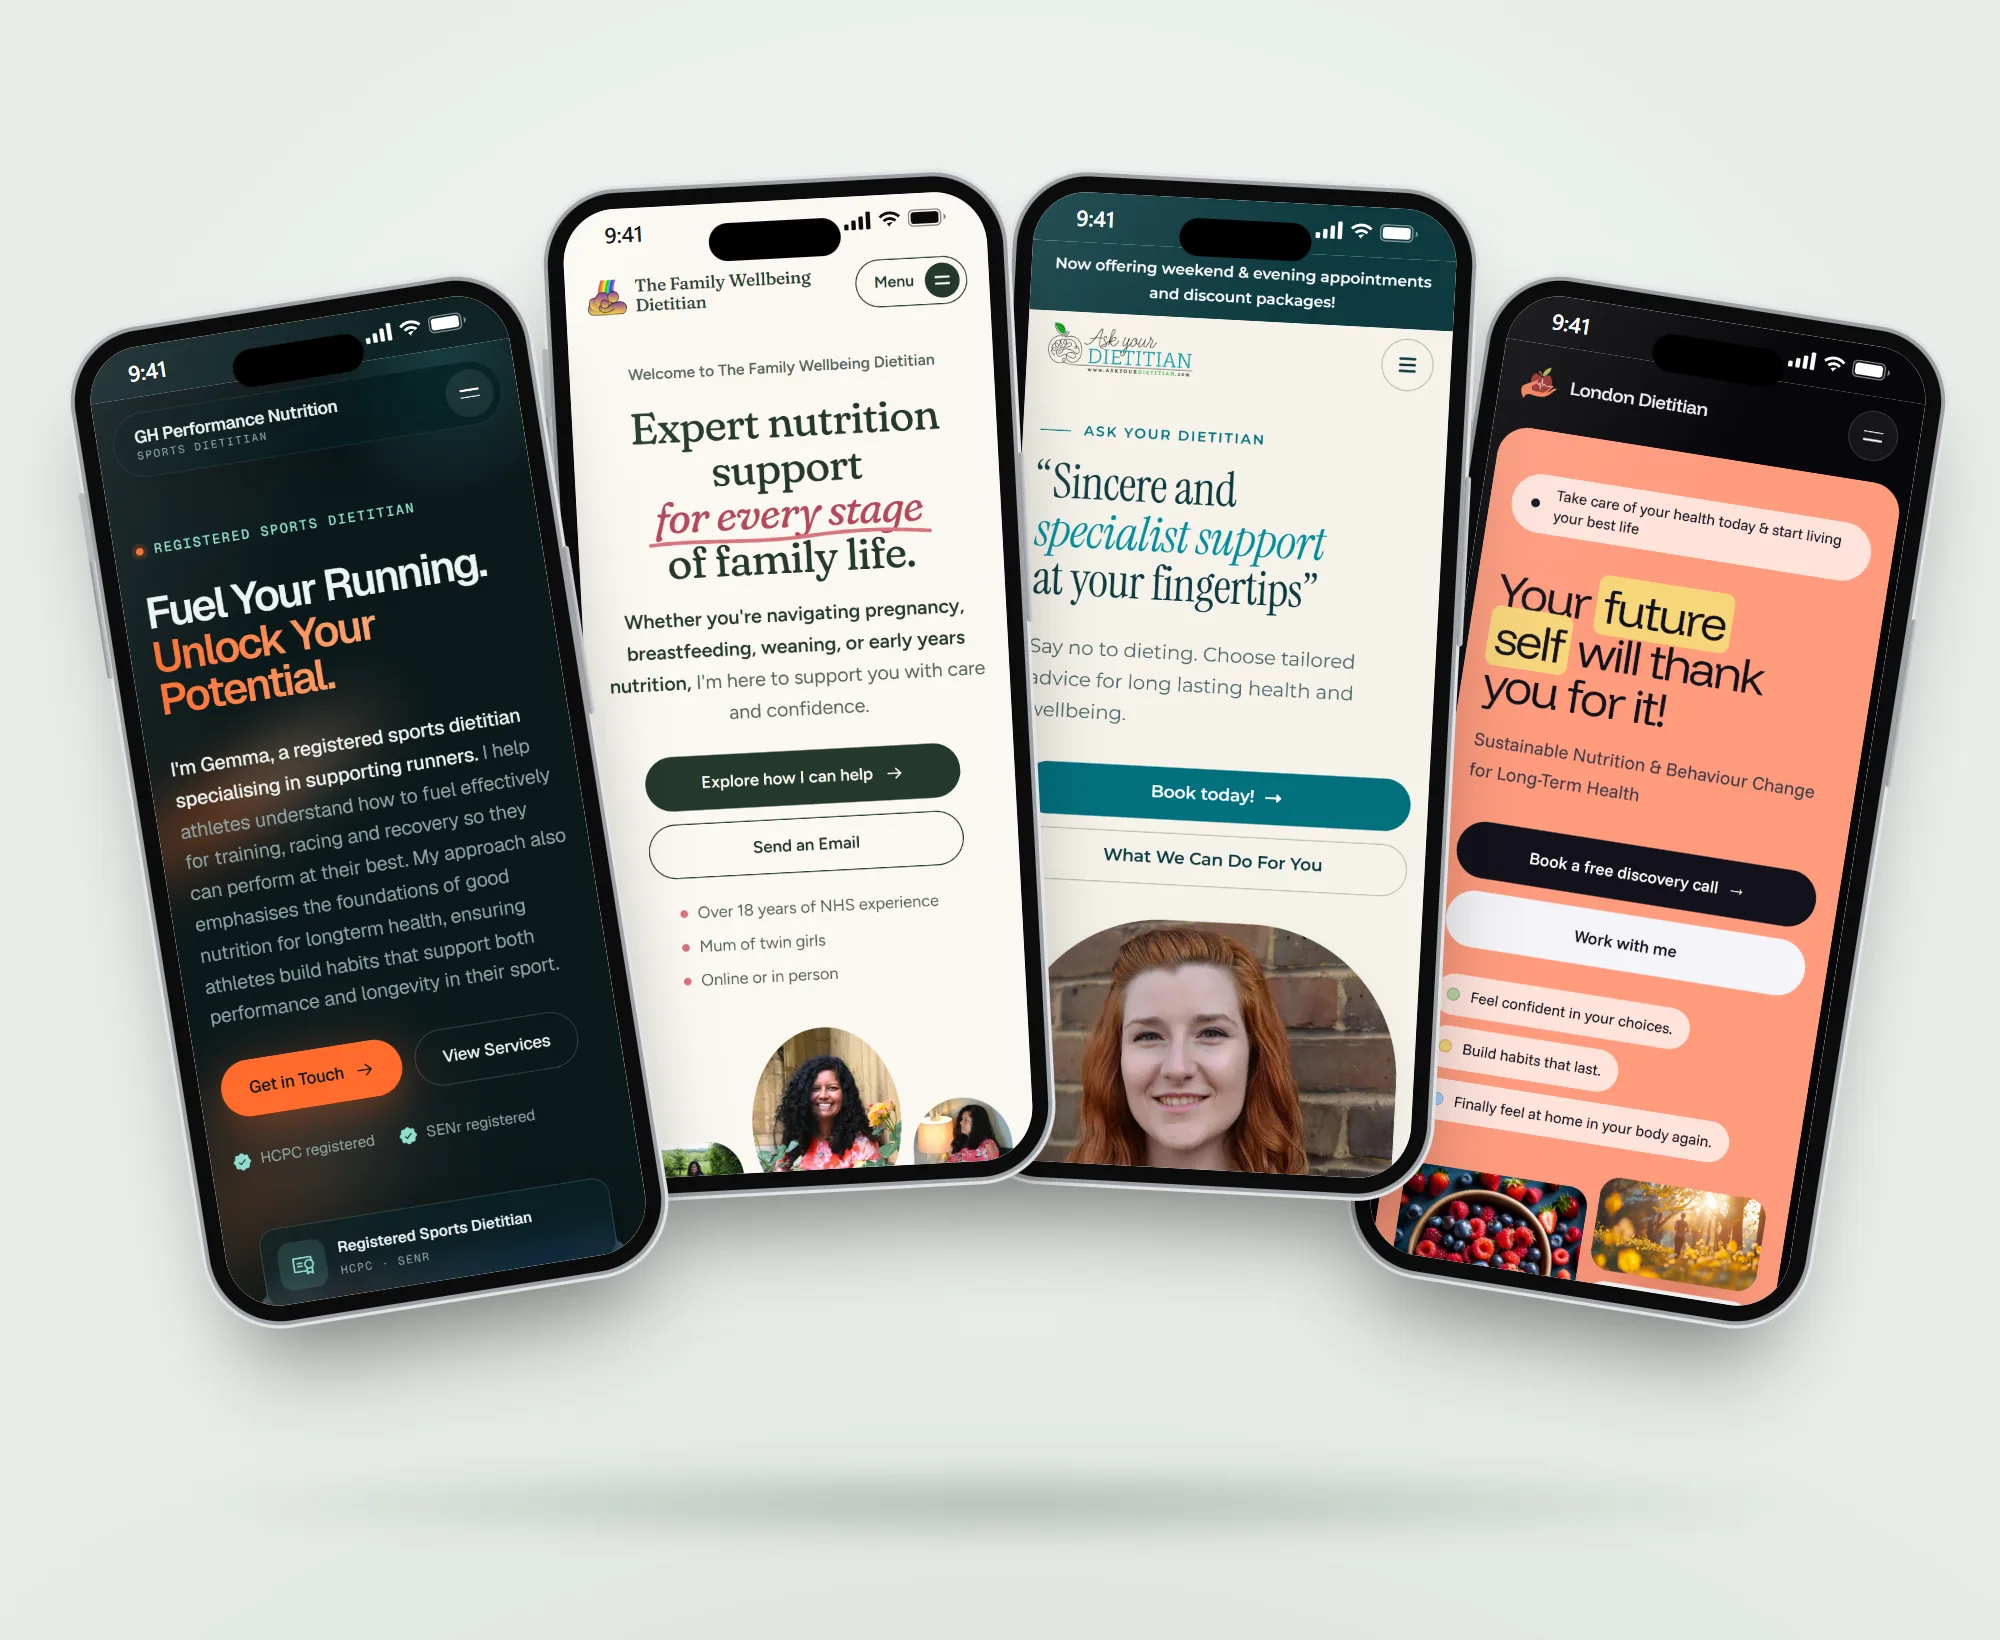 9:41
GH Performance Nutrition
SPORTS DIETITIAN
REGISTERED SPORTS DIETITIAN
Fuel Your Running.
Unlock Your
Potential.
I'm Gemma, a registered sports dietitian
specialising in supporting runners. I help
athletes understand how to fuel effectively
for training, racing and recovery so they
can perform at their best. My approach also
emphasises the foundations of good
nutrition for longterm health, ensuring
athletes build habits that support both
performance and longevity in their sport.
Get in Touch →
View Services
HCPC registered
SENr registered
Registered Sports Dietitian
HCPC · SENR
9:41
The Family Wellbeing
Dietitian
Menu
Welcome to The Family Wellbeing Dietitian
Expert nutrition
support
for every stage
of family life.
Whether you're navigating pregnancy,
breastfeeding, weaning, or early years
nutrition, I'm here to support you with care
and confidence.
Explore how I can help →
Send an Email
Over 18 years of NHS experience
Mum of twin girls
Online or in person
9:41
Now offering weekend & evening appointments
and discount packages!
Ask your
DIETITIAN
www.ASKYOURDIETITIAN.com
ASK YOUR DIETITIAN
“Sincere and
specialist support
at your fingertips”
Say no to dieting. Choose tailored
advice for long lasting health and
wellbeing.
Book today! →
What We Can Do For You
9:41
London Dietitian
Take care of your health today & start living
your best life
Your future
self will thank
you for it!
Sustainable Nutrition & Behaviour Change
for Long-Term Health
Book a free discovery call →
Work with me
Feel confident in your choices.
Build habits that last.
Finally feel at home in your body again.